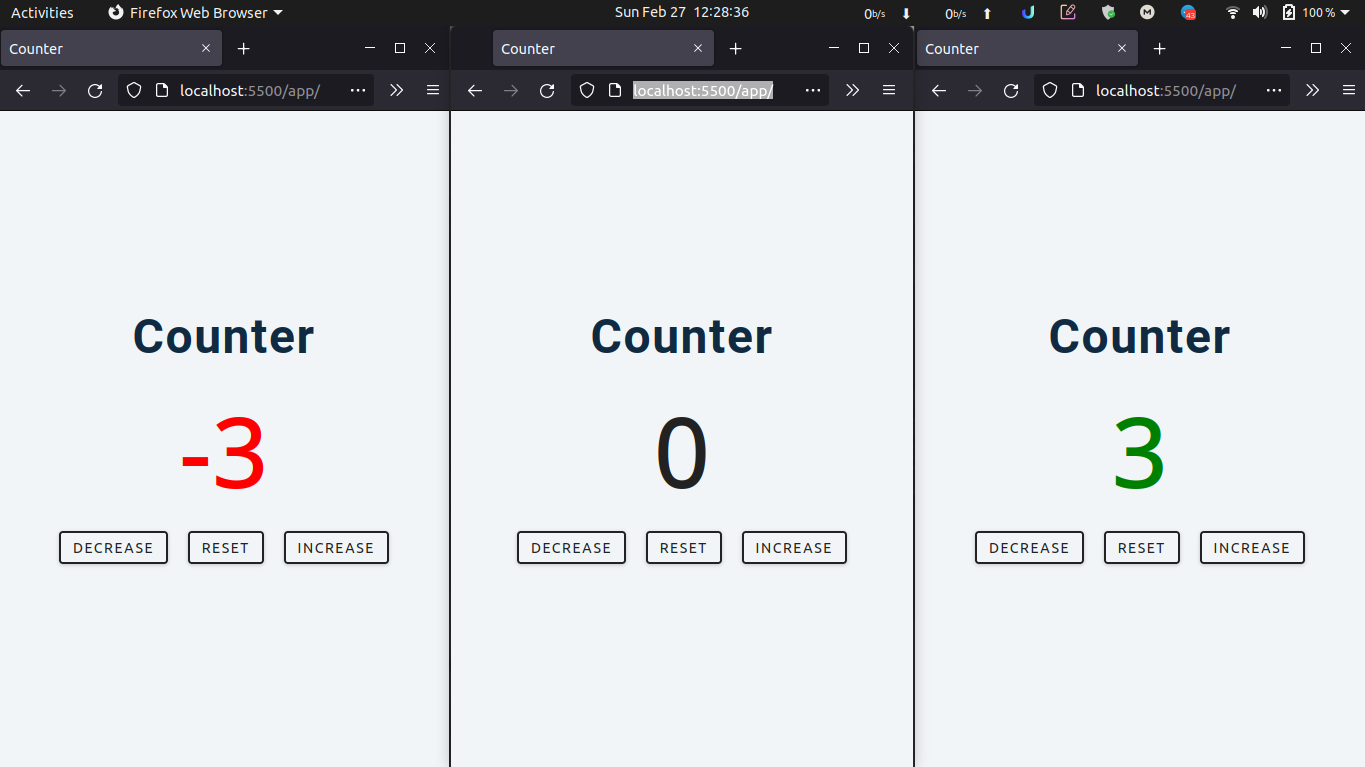 Activities Firefox Web Browser Sun Feb 27 12:28:36 0b/s 0b/s M 43 100 %
Counter Counter Counter
localhost:5500/app/ localhost:5500/app/ localhost:5500/app/
Counter Counter Counter
-3 0 3
DECREASE RESET INCREASE DECREASE RESET INCREASE DECREASE RESET INCREASE